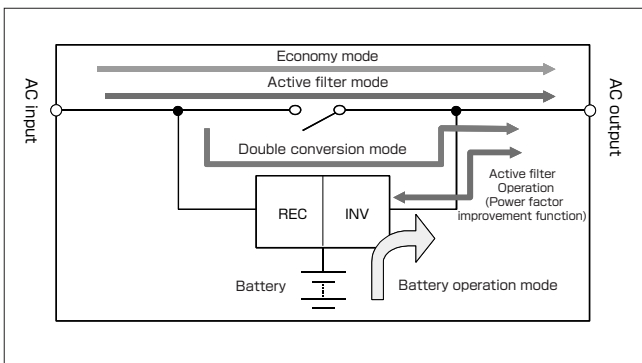 Economy mode
Active filter mode
AC input
AC output
Double conversion mode
Active filter
Operation
(Power factor
improvement function)
REC
INV
Battery
Battery operation mode